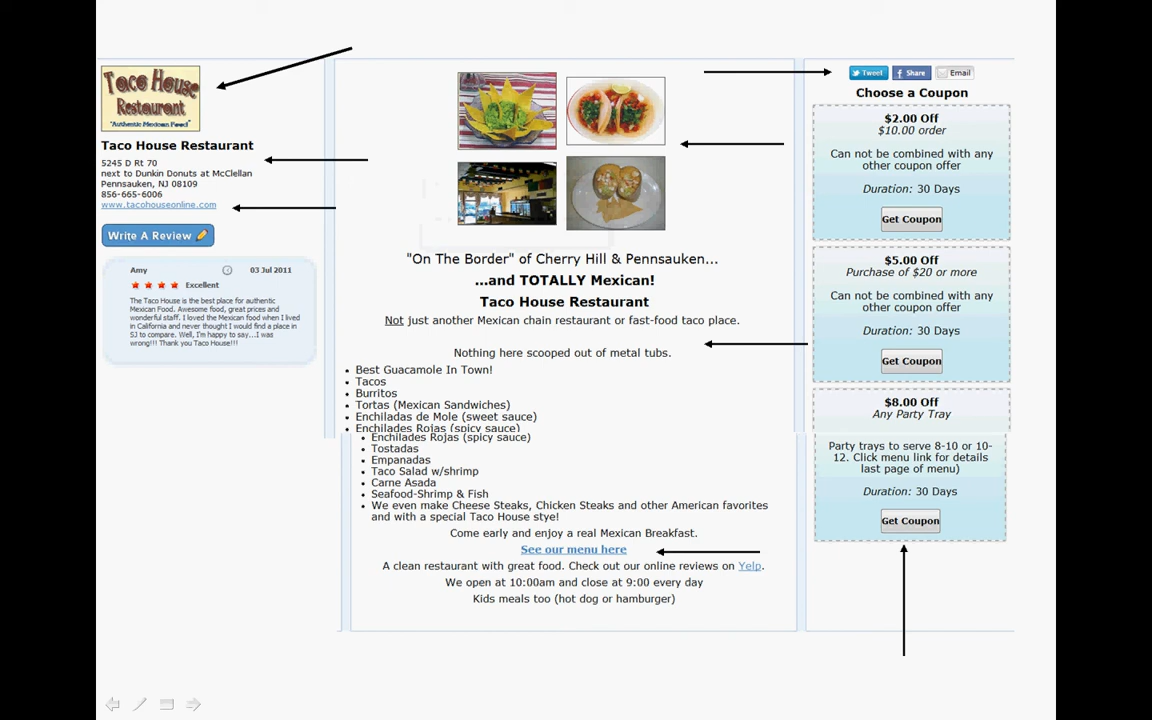 Taco House
Restaurant
"Authentic Mexican Food"
Taco House Restaurant
5245 D Rt 70
next to Dunkin Donuts at McClellan
Pennsauken, NJ 08109
856-665-6006
www.tacohouseonline.com
Write A Review
Amy 03 Jul 2011
Excellent
The Taco House is the best place for authentic
Mexican Food. Awesome food, great prices and
wonderful staff. I loved the Mexican food when I lived
in California and never thought I would find a place in
SJ to compare. Well, I'm happy to say...I was
wrong!!! Thank you Taco House!!!
"On The Border" of Cherry Hill & Pennsauken...
...and TOTALLY Mexican!
Taco House Restaurant
Not just another Mexican chain restaurant or fast-food taco place.
Nothing here scooped out of metal tubs.
• Best Guacamole In Town!
• Tacos
• Burritos
• Tortas (Mexican Sandwiches)
• Enchiladas de Mole (sweet sauce)
• Enchilades Rojas (spicy sauce)
• Enchilades Rojas (spicy sauce)
• Tostadas
• Empanadas
• Taco Salad w/shrimp
• Carne Asada
• Seafood-Shrimp & Fish
• We even make Cheese Steaks, Chicken Steaks and other American favorites
and with a special Taco House stye!
Come early and enjoy a real Mexican Breakfast.
See our menu here
A clean restaurant with great food. Check out our online reviews on Yelp.
We open at 10:00am and close at 9:00 every day
Kids meals too (hot dog or hamburger)
Tweet Share Email
Choose a Coupon
$2.00 Off
$10.00 order
Can not be combined with any
other coupon offer
Duration: 30 Days
Get Coupon
$5.00 Off
Purchase of $20 or more
Can not be combined with any
other coupon offer
Duration: 30 Days
Get Coupon
$8.00 Off
Any Party Tray
Party trays to serve 8-10 or 10-
12. Click menu link for details
last page of menu)
Duration: 30 Days
Get Coupon